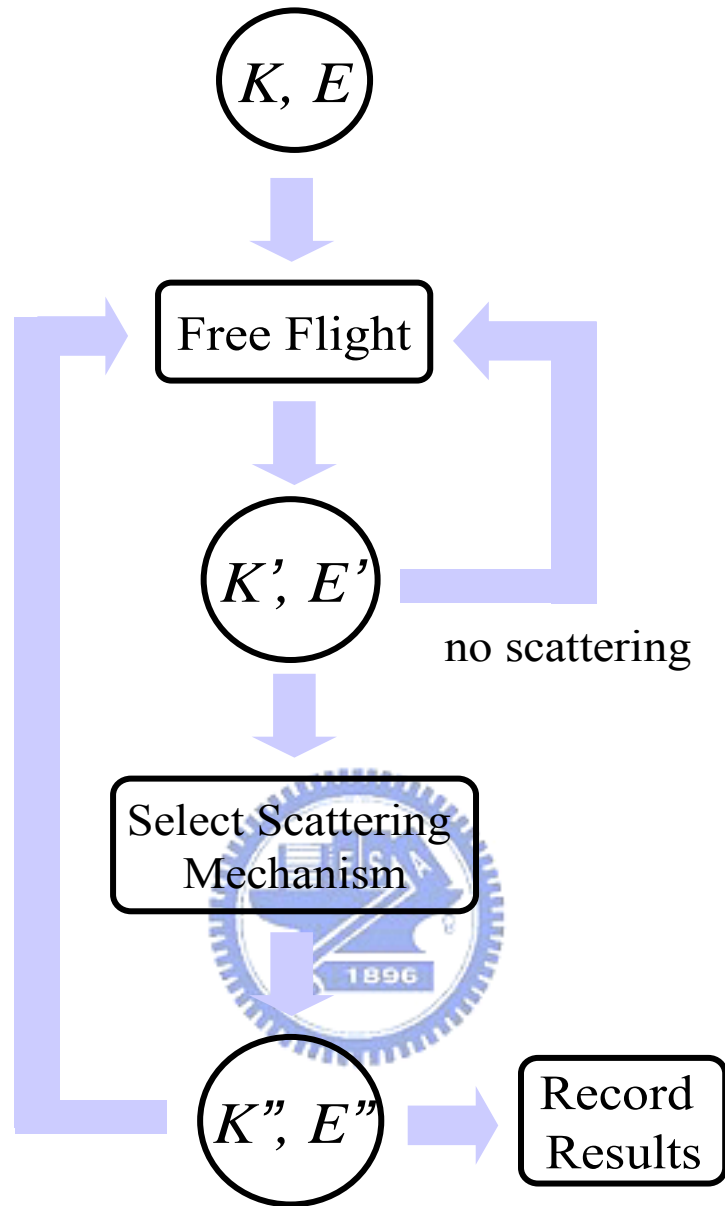 K, E
Free Flight
K’, E’
no scattering
Select Scattering
Mechanism
E S A
1896
K”, E”
Record
Results